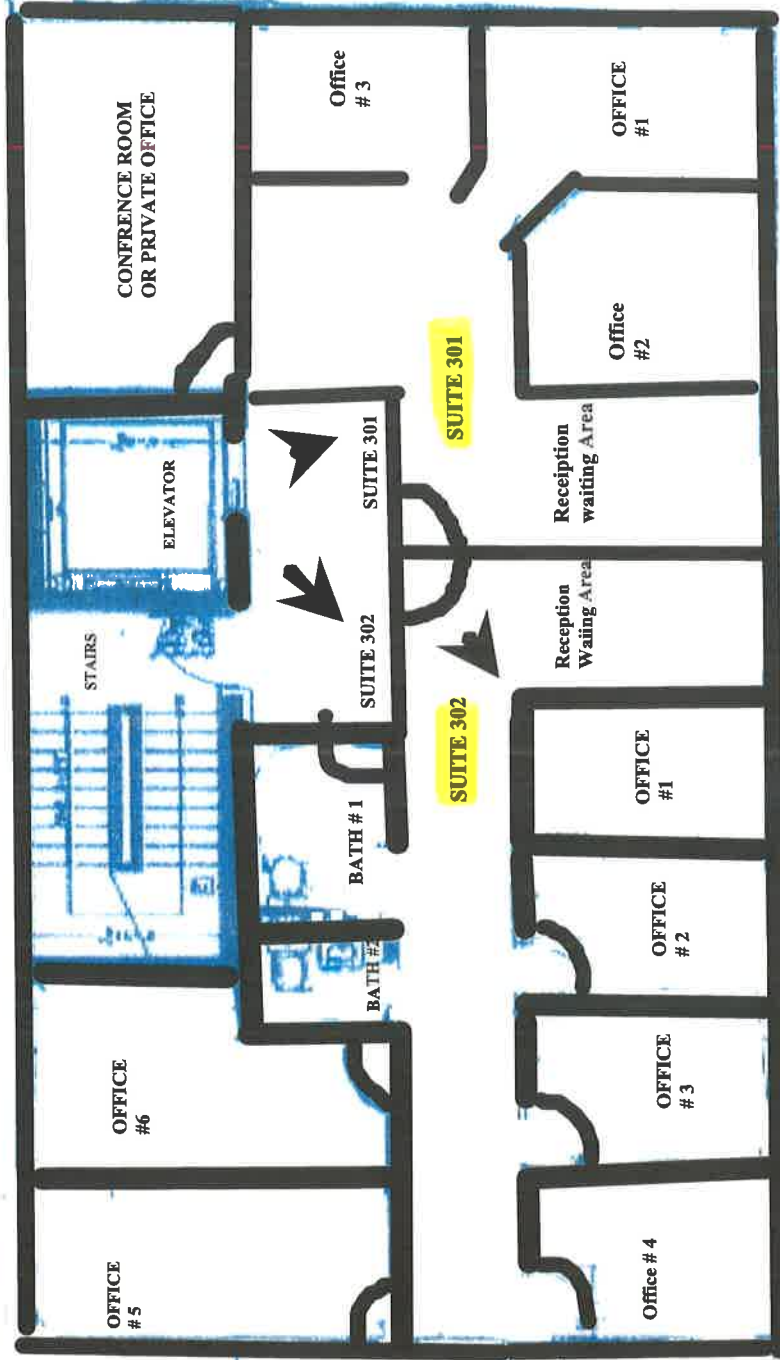 OFFICE
#5
OFFICE
#6
STAIRS
ELEVATOR
CONFRENCE ROOM
OR PRIVATE OFFICE
BATH #2
BATH # 1
SUITE 302
SUITE 301
Office
# 3
SUITE 302
SUITE 301
Office # 4
OFFICE
# 3
OFFICE
# 2
OFFICE
#1
Reception
Waiing Area
Receiption
waiting Area
Office
#2
OFFICE
#1